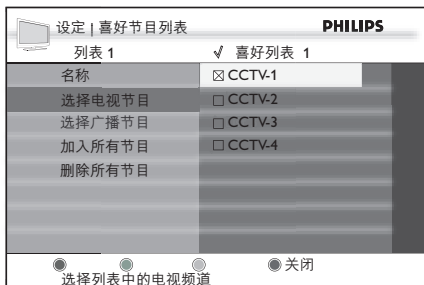 设定 | 喜好节目列表 PHILIPS
列表 1 √ 喜好列表 1
名称 ☒ CCTV-1
选择电视节目 □ CCTV-2
选择广播节目 □ CCTV-3
加入所有节目 □ CCTV-4
删除所有节目
关闭
选择列表中的电视频道